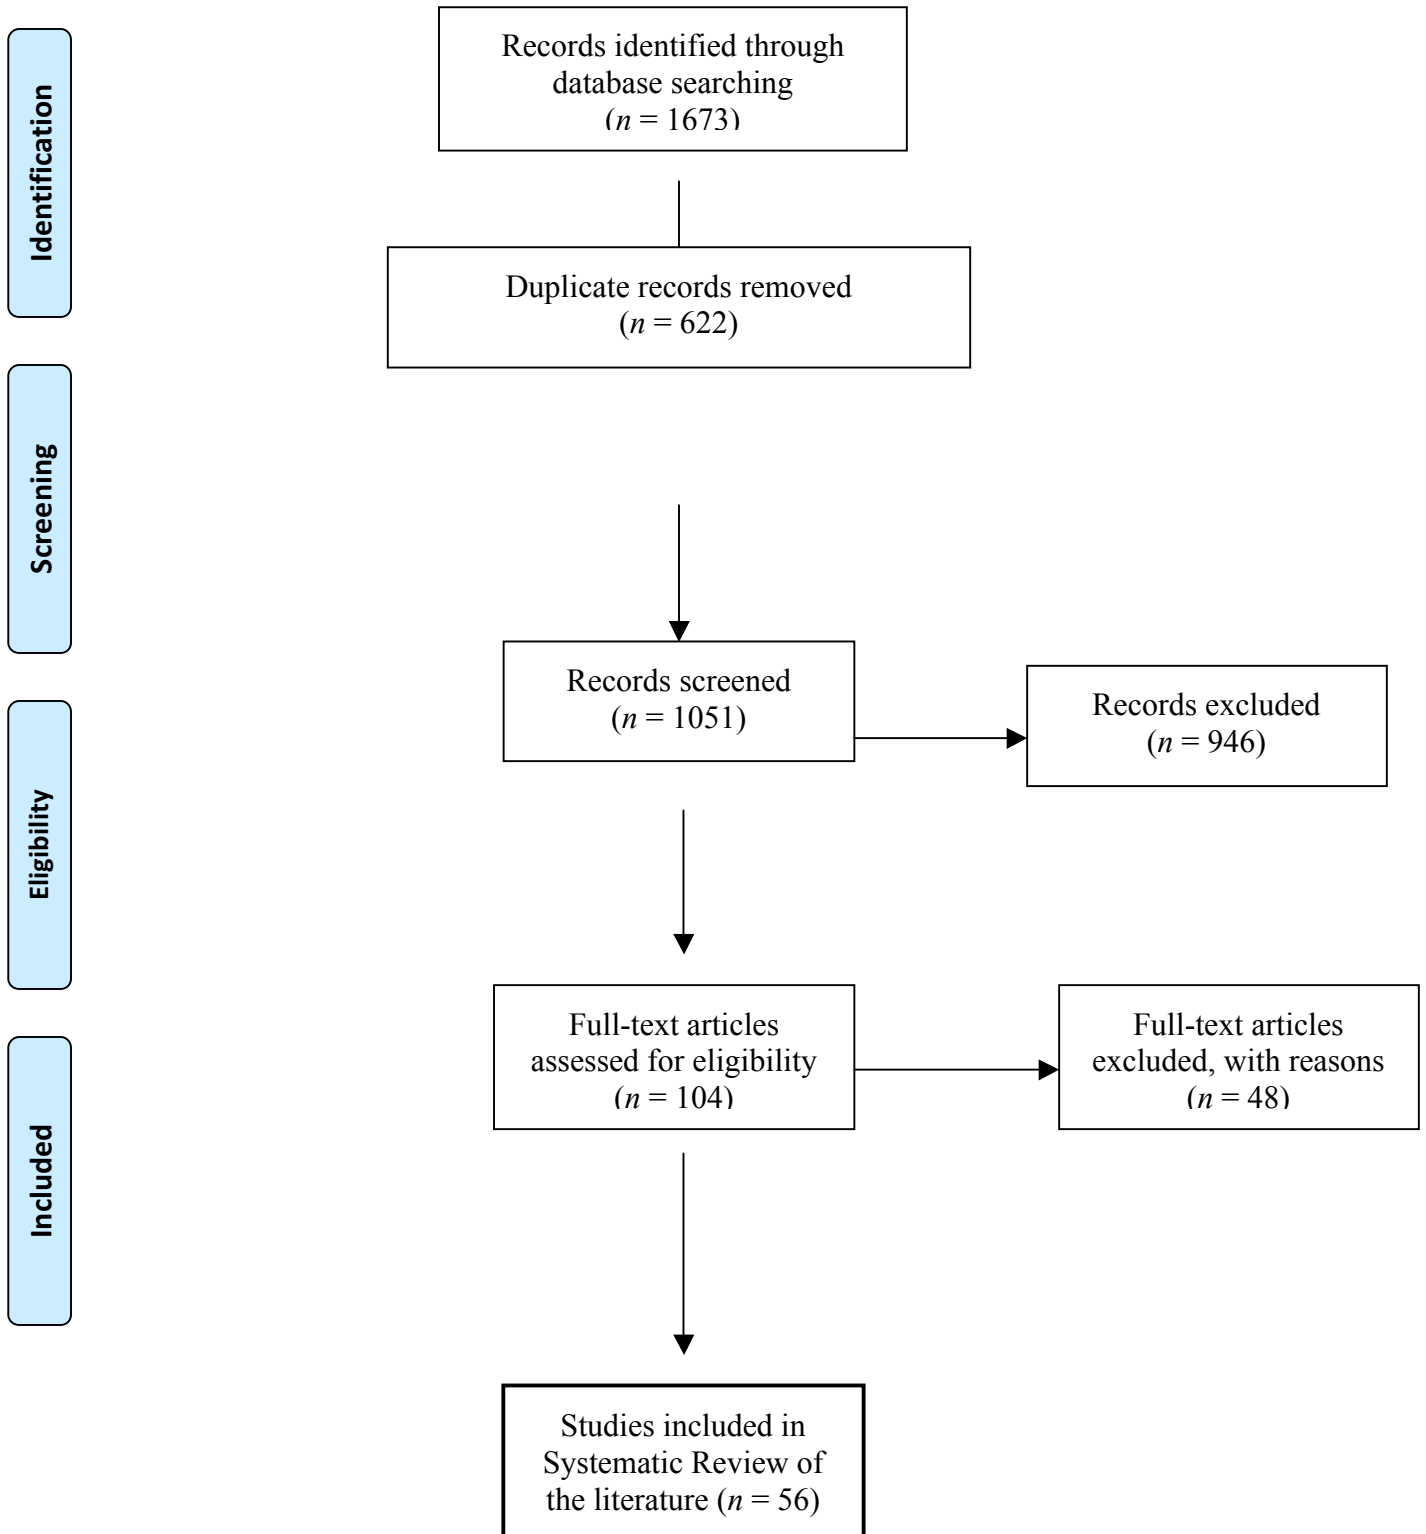 Identification
Records identified through
database searching
(n = 1673)
Duplicate records removed
(n = 622)
Screening
Records screened
(n = 1051)
Records excluded
(n = 946)
Eligibility
Full-text articles
assessed for eligibility
(n = 104)
Full-text articles
excluded, with reasons
(n = 48)
Included
Studies included in
Systematic Review of
the literature (n = 56)